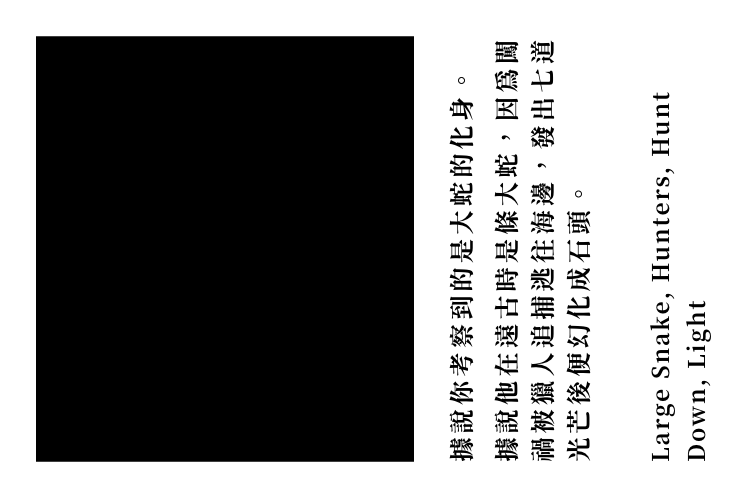 據說你考察到的是大蛇的化身。
據說他在遠古時是條大蛇，因為闖
禍被獵人追捕逃往海邊，發出七道
光芒後便幻化成石頭。
Large Snake, Hunters, Hunt
Down, Light